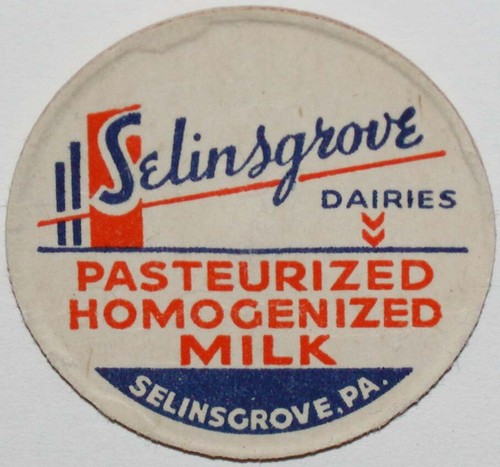 Selinsgrove
DAIRIES
PASTEURIZED
HOMOGENIZED
MILK
SELINSGROVE, PA.